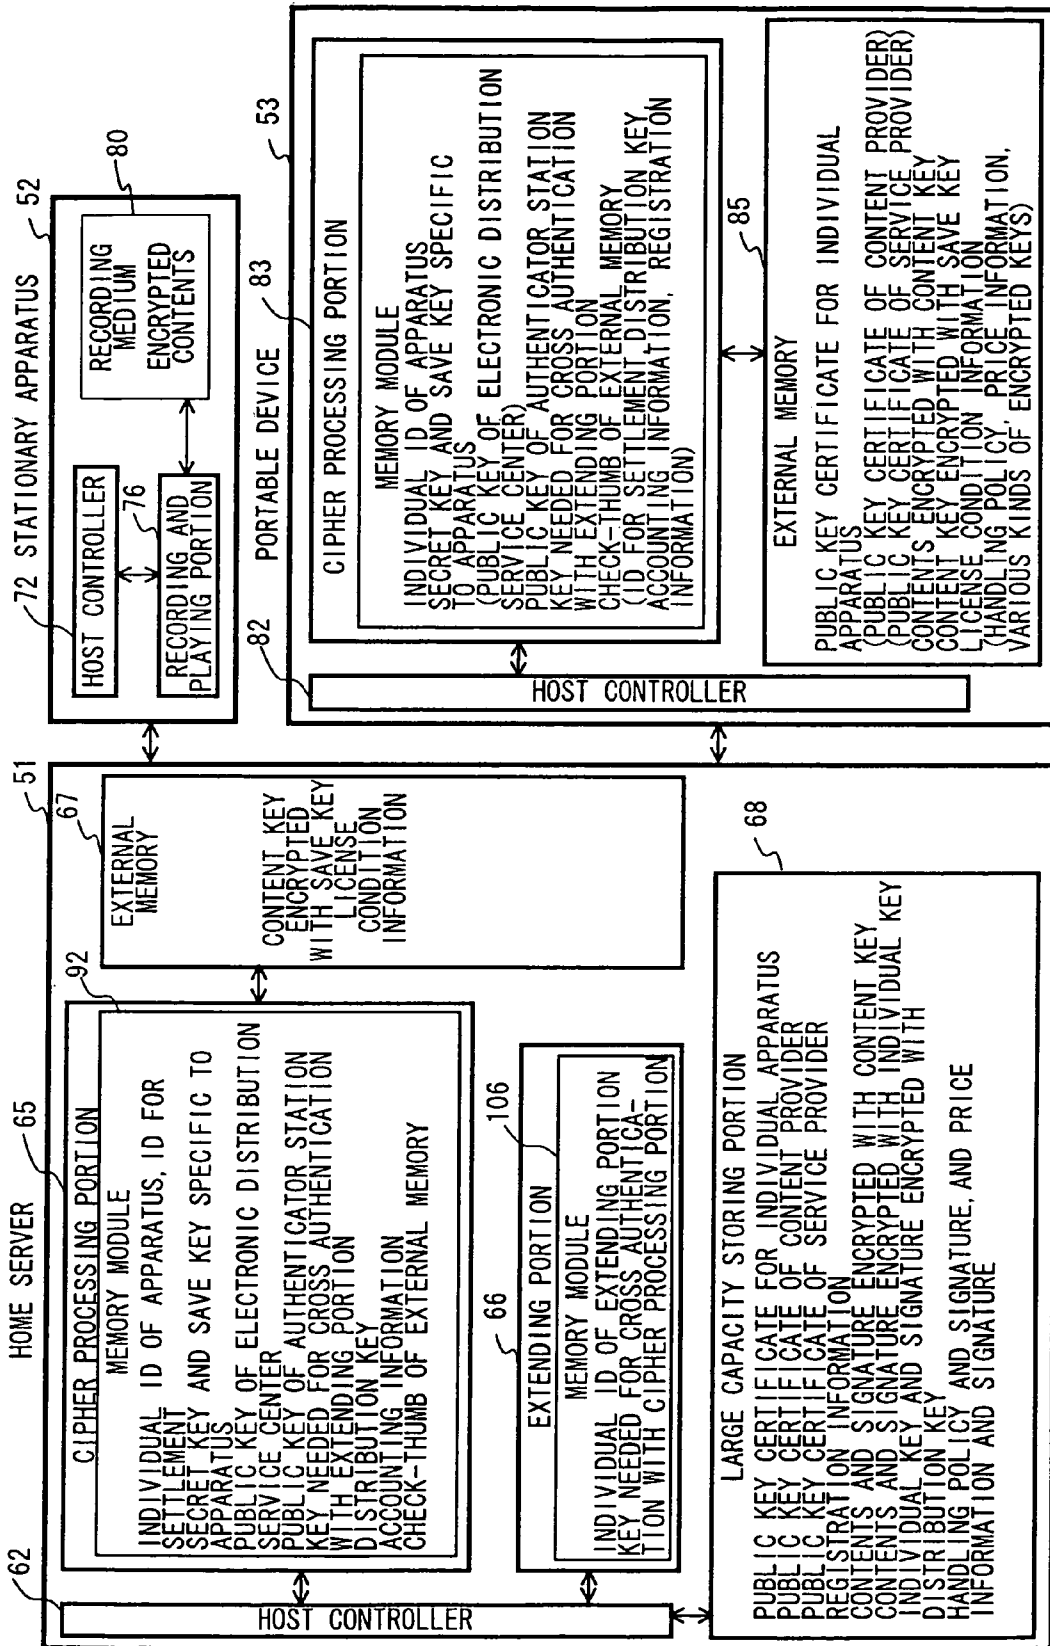 HOME SERVER
51
62
HOST CONTROLLER
65
CIPHER PROCESSING PORTION
92
MEMORY MODULE
INDIVIDUAL ID OF APPARATUS, ID FOR
SETTLEMENT
SECRET KEY AND SAVE KEY SPECIFIC TO
APPARATUS
PUBLIC KEY OF ELECTRONIC DISTRIBUTION
SERVICE CENTER
PUBLIC KEY OF AUTHENTICATOR STATION
KEY NEEDED FOR CROSS AUTHENTICATION
WITH EXTENDING PORTION
DISTRIBUTION KEY
ACCOUNTING INFORMATION
CHECK-THUMB OF EXTERNAL MEMORY
67
EXTERNAL
MEMORY
CONTENT KEY
ENCRYPTED
WITH SAVE KEY
LICENSE
CONDITION
INFORMATION
66
EXTENDING PORTION
106
MEMORY MODULE
INDIVIDUAL ID OF EXTENDING PORTION
KEY NEEDED FOR CROSS AUTHENTICA-
TION WITH CIPHER PROCESSING PORTION
68
LARGE CAPACITY STORING PORTION
PUBLIC KEY CERTIFICATE FOR INDIVIDUAL APPARATUS
PUBLIC KEY CERTIFICATE OF CONTENT PROVIDER
PUBLIC KEY CERTIFICATE OF SERVICE PROVIDER
REGISTRATION INFORMATION
CONTENTS AND SIGNATURE ENCRYPTED WITH CONTENT KEY
CONTENTS AND SIGNATURE ENCRYPTED WITH INDIVIDUAL KEY
INDIVIDUAL KEY AND SIGNATURE ENCRYPTED WITH
DISTRIBUTION KEY
HANDLING POLICY AND SIGNATURE, AND PRICE
INFORMATION AND SIGNATURE
72 STATIONARY APPARATUS 52
HOST CONTROLLER
76
RECORDING AND
PLAYING PORTION
80
RECORDING
MEDIUM
ENCRYPTED
CONTENTS
PORTABLE DEVICE
53
82
HOST CONTROLLER
83
CIPHER PROCESSING PORTION
MEMORY MODULE
INDIVIDUAL ID OF APPARATUS
SECRET KEY AND SAVE KEY SPECIFIC
TO APPARATUS
(PUBLIC KEY OF ELECTRONIC DISTRIBUTION
SERVICE CENTER)
PUBLIC KEY OF AUTHENTICATOR STATION
KEY NEEDED FOR CROSS AUTHENTICATION
WITH EXTENDING PORTION
CHECK-THUMB OF EXTERNAL MEMORY
(ID FOR SETTLEMENT, DISTRIBUTION KEY,
ACCOUNTING INFORMATION, REGISTRATION
INFORMATION)
85
EXTERNAL MEMORY
PUBLIC KEY CERTIFICATE FOR INDIVIDUAL
APPARATUS
(PUBLIC KEY CERTIFICATE OF CONTENT PROVIDER)
(PUBLIC KEY CERTIFICATE OF SERVICE PROVIDER)
CONTENTS ENCRYPTED WITH CONTENT KEY
CONTENT KEY ENCRYPTED WITH SAVE KEY
LICENSE CONDITION INFORMATION
(HANDLING POLICY, PRICE INFORMATION,
VARIOUS KINDS OF ENCRYPTED KEYS)